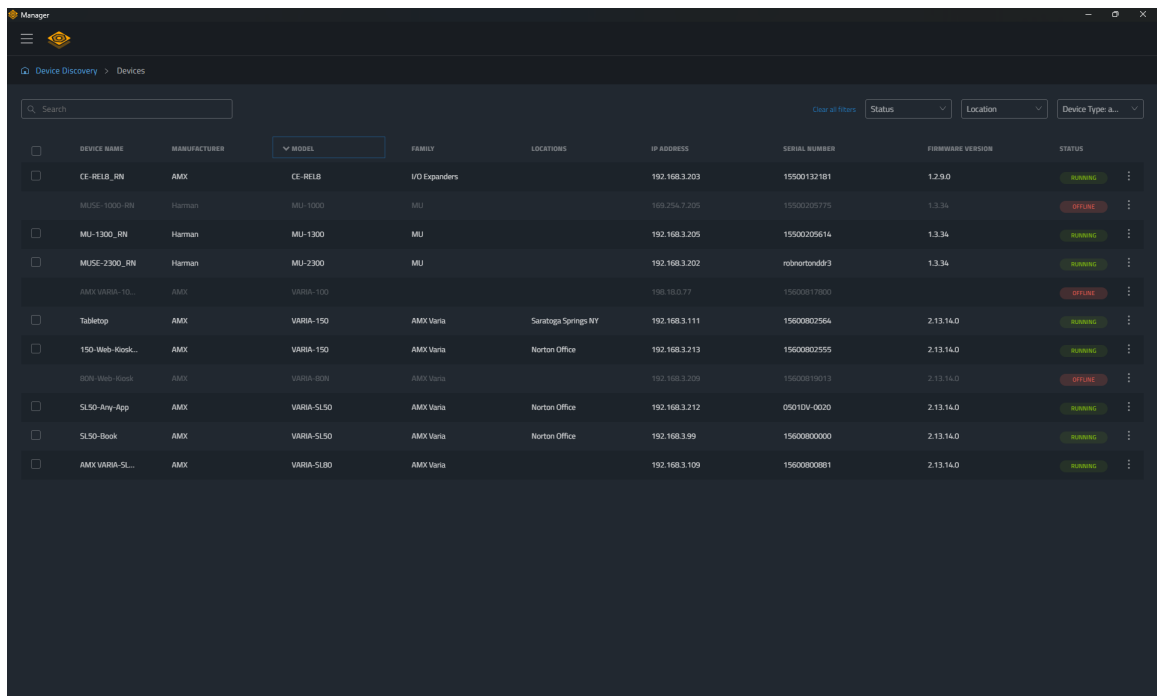 Manager
Device Discovery > Devices
Search
Clear all filters Status Location Device Type: a...
DEVICE NAME MANUFACTURER MODEL FAMILY LOCATIONS IP ADDRESS SERIAL NUMBER FIRMWARE VERSION STATUS
CE-REL8_RN AMX CE-REL8 I/O Expanders 192.168.3.203 15500132181 1.2.9.0 RUNNING
MUSE-1000-RN Harman MU-1000 MU 169.254.7.205 15500205775 1.3.34 OFFLINE
MU-1300_RN Harman MU-1300 MU 192.168.3.205 15500205614 1.3.34 RUNNING
MUSE-2300_RN Harman MU-2300 MU 192.168.3.202 robnortonddr3 1.3.34 RUNNING
AMX VARIA-10... AMX VARIA-100 198.18.0.77 15600817800 OFFLINE
Tabletop AMX VARIA-150 AMX Varia Saratoga Springs NY 192.168.3.111 15600802564 2.13.14.0 RUNNING
150-Web-Kiosk... AMX VARIA-150 AMX Varia Norton Office 192.168.3.213 15600802555 2.13.14.0 RUNNING
80N-Web-Kiosk AMX VARIA-80N AMX Varia 192.168.3.209 15600819013 2.13.14.0 OFFLINE
SL50-Any-App AMX VARIA-SL50 AMX Varia Norton Office 192.168.3.212 0501DV-0020 2.13.14.0 RUNNING
SL50-Book AMX VARIA-SL50 AMX Varia Norton Office 192.168.3.99 15600800000 2.13.14.0 RUNNING
AMX VARIA-SL... AMX VARIA-SL80 AMX Varia 192.168.3.109 15600800881 2.13.14.0 RUNNING